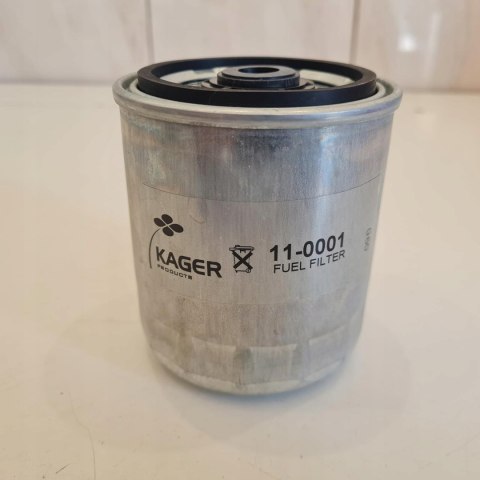 KAGER
PRODUCTS
11-0001
FUEL FILTER